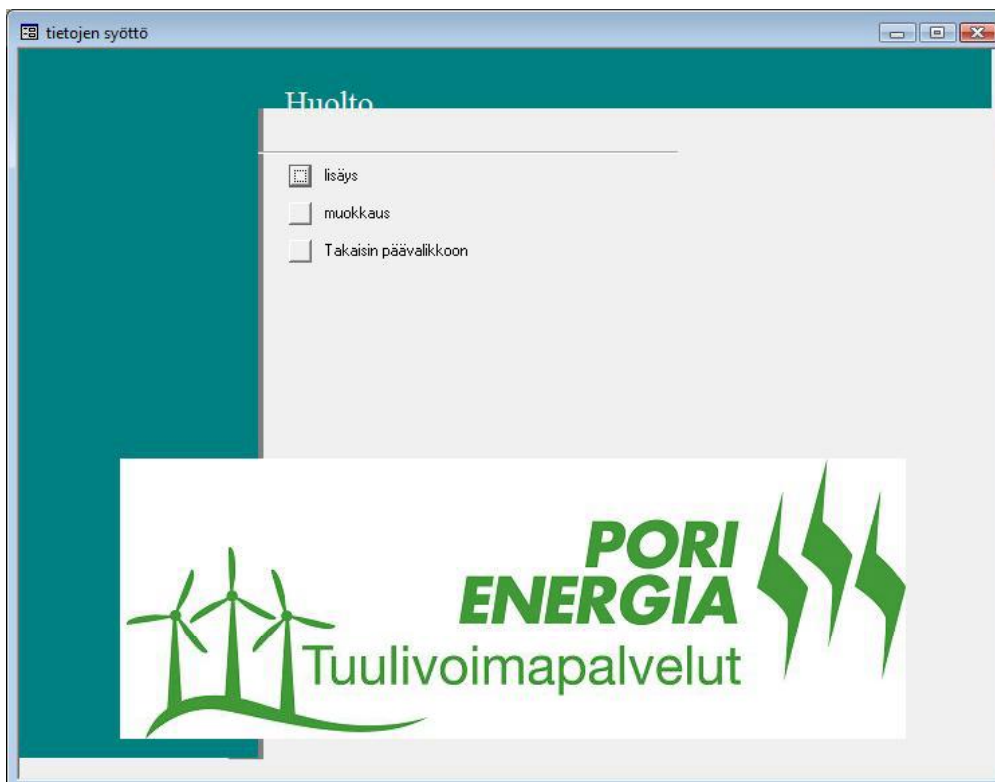 tietojen syöttö
Huolto
lisäys
muokkaus
Takaisin päävalikkoon
PORI
ENERGIA
Tuulivoimapalvelut